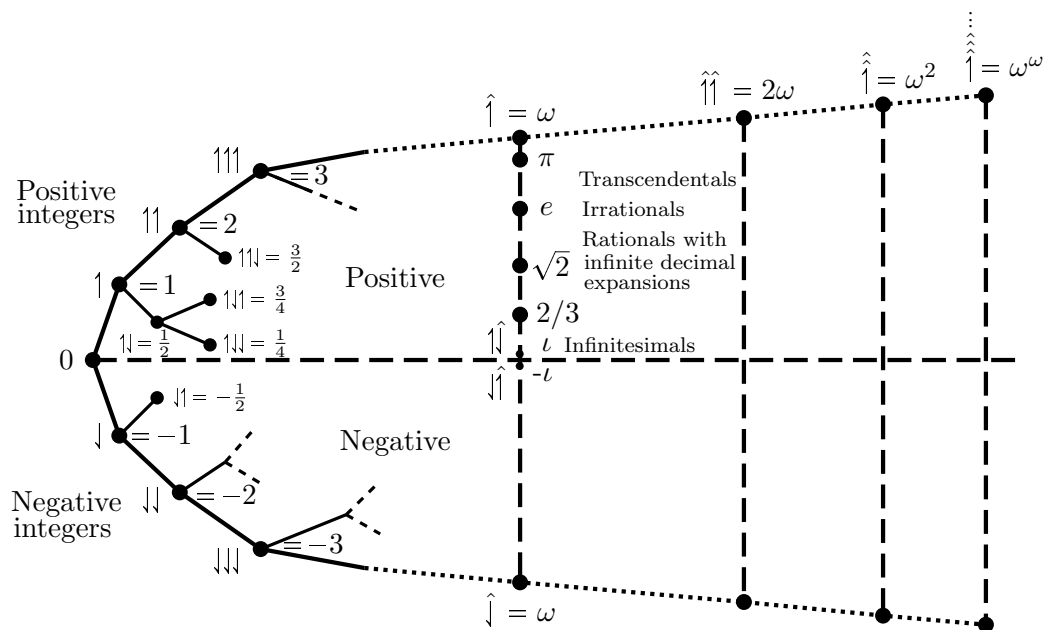 ⋮
↿̂̂̂ = ω^ω
↿̂̂ = ω²
↿̂↿̂ = 2ω
↿̂ = ω
π
↿↿↿
= 3
Transcendentals
Positive
integers
↿↿
= 2
e
Irrationals
↿↿⇃ = 3/2
Positive
√2
Rationals with
infinite decimal
expansions
↿
= 1
↿⇃↿ = 3/4
2/3
↿⇃ = 1/2
↿⇃⇃ = 1/4
↿⇃̂
ι
Infinitesimals
0
⇃↿̂
-ι
⇃↿ = −1/2
⇃
= −1
Negative
⇃⇃
= −2
Negative
integers
⇃⇃⇃
= −3
⇃̂ = ω